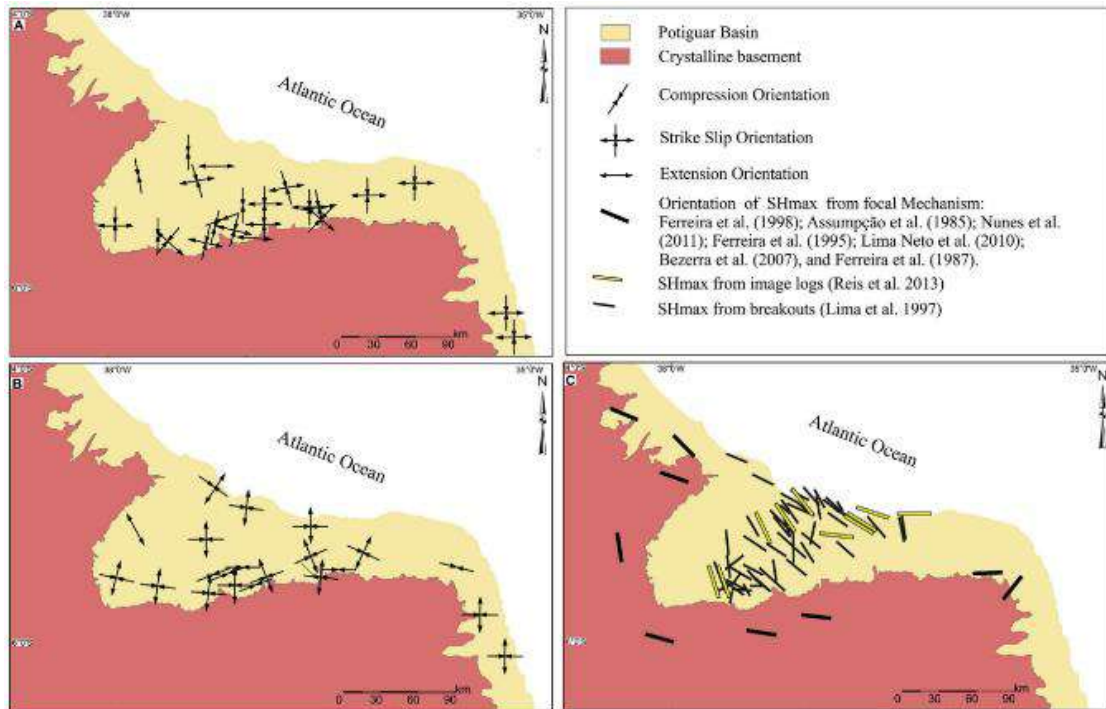 A
38°0'W
36°0'W
N
Atlantic Ocean
km
0 30 60 90
Potiguar Basin
Crystalline basement
Compression Orientation
Strike Slip Orientation
Extension Orientation
Orientation of SHmax from focal Mechanism:
Ferreira et al. (1998); Assumpção et al. (1985); Nunes et al.
(2011); Ferreira et al. (1995); Lima Neto et al. (2010);
Bezerra et al. (2007), and Ferreira et al. (1987).
SHmax from image logs (Reis et al. 2013)
SHmax from breakouts (Lima et al. 1997)
B
N
Atlantic Ocean
km
0 30 60 90
C
N
Atlantic Ocean
km
0 30 60 90